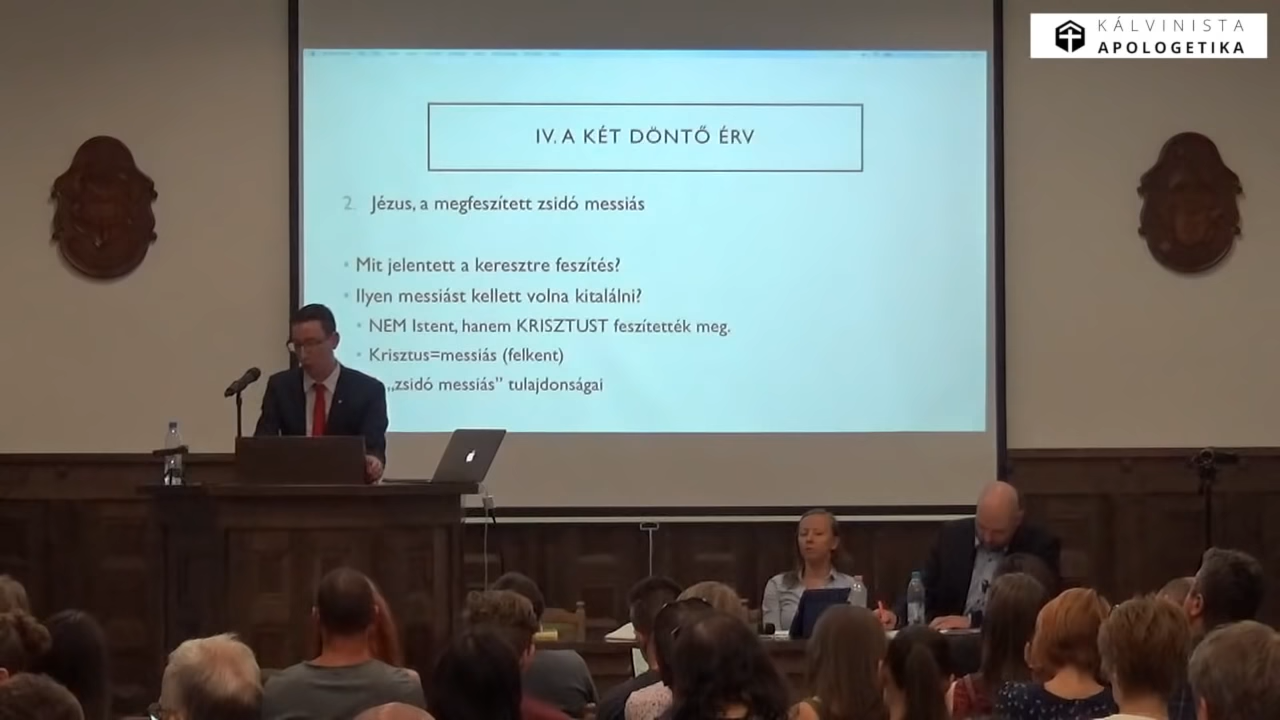 KÁLVINISTA
APOLOGETIKA
IV. A KÉT DÖNTŐ ÉRV
2. Jézus, a megfeszített zsidó messiás
• Mit jelentett a keresztre feszítés?
• Ilyen messiást kellett volna kitalálni?
• NEM Istent, hanem KRISZTUST feszítették meg.
• Krisztus=messiás (felkent)
„zsidó messiás” tulajdonságai